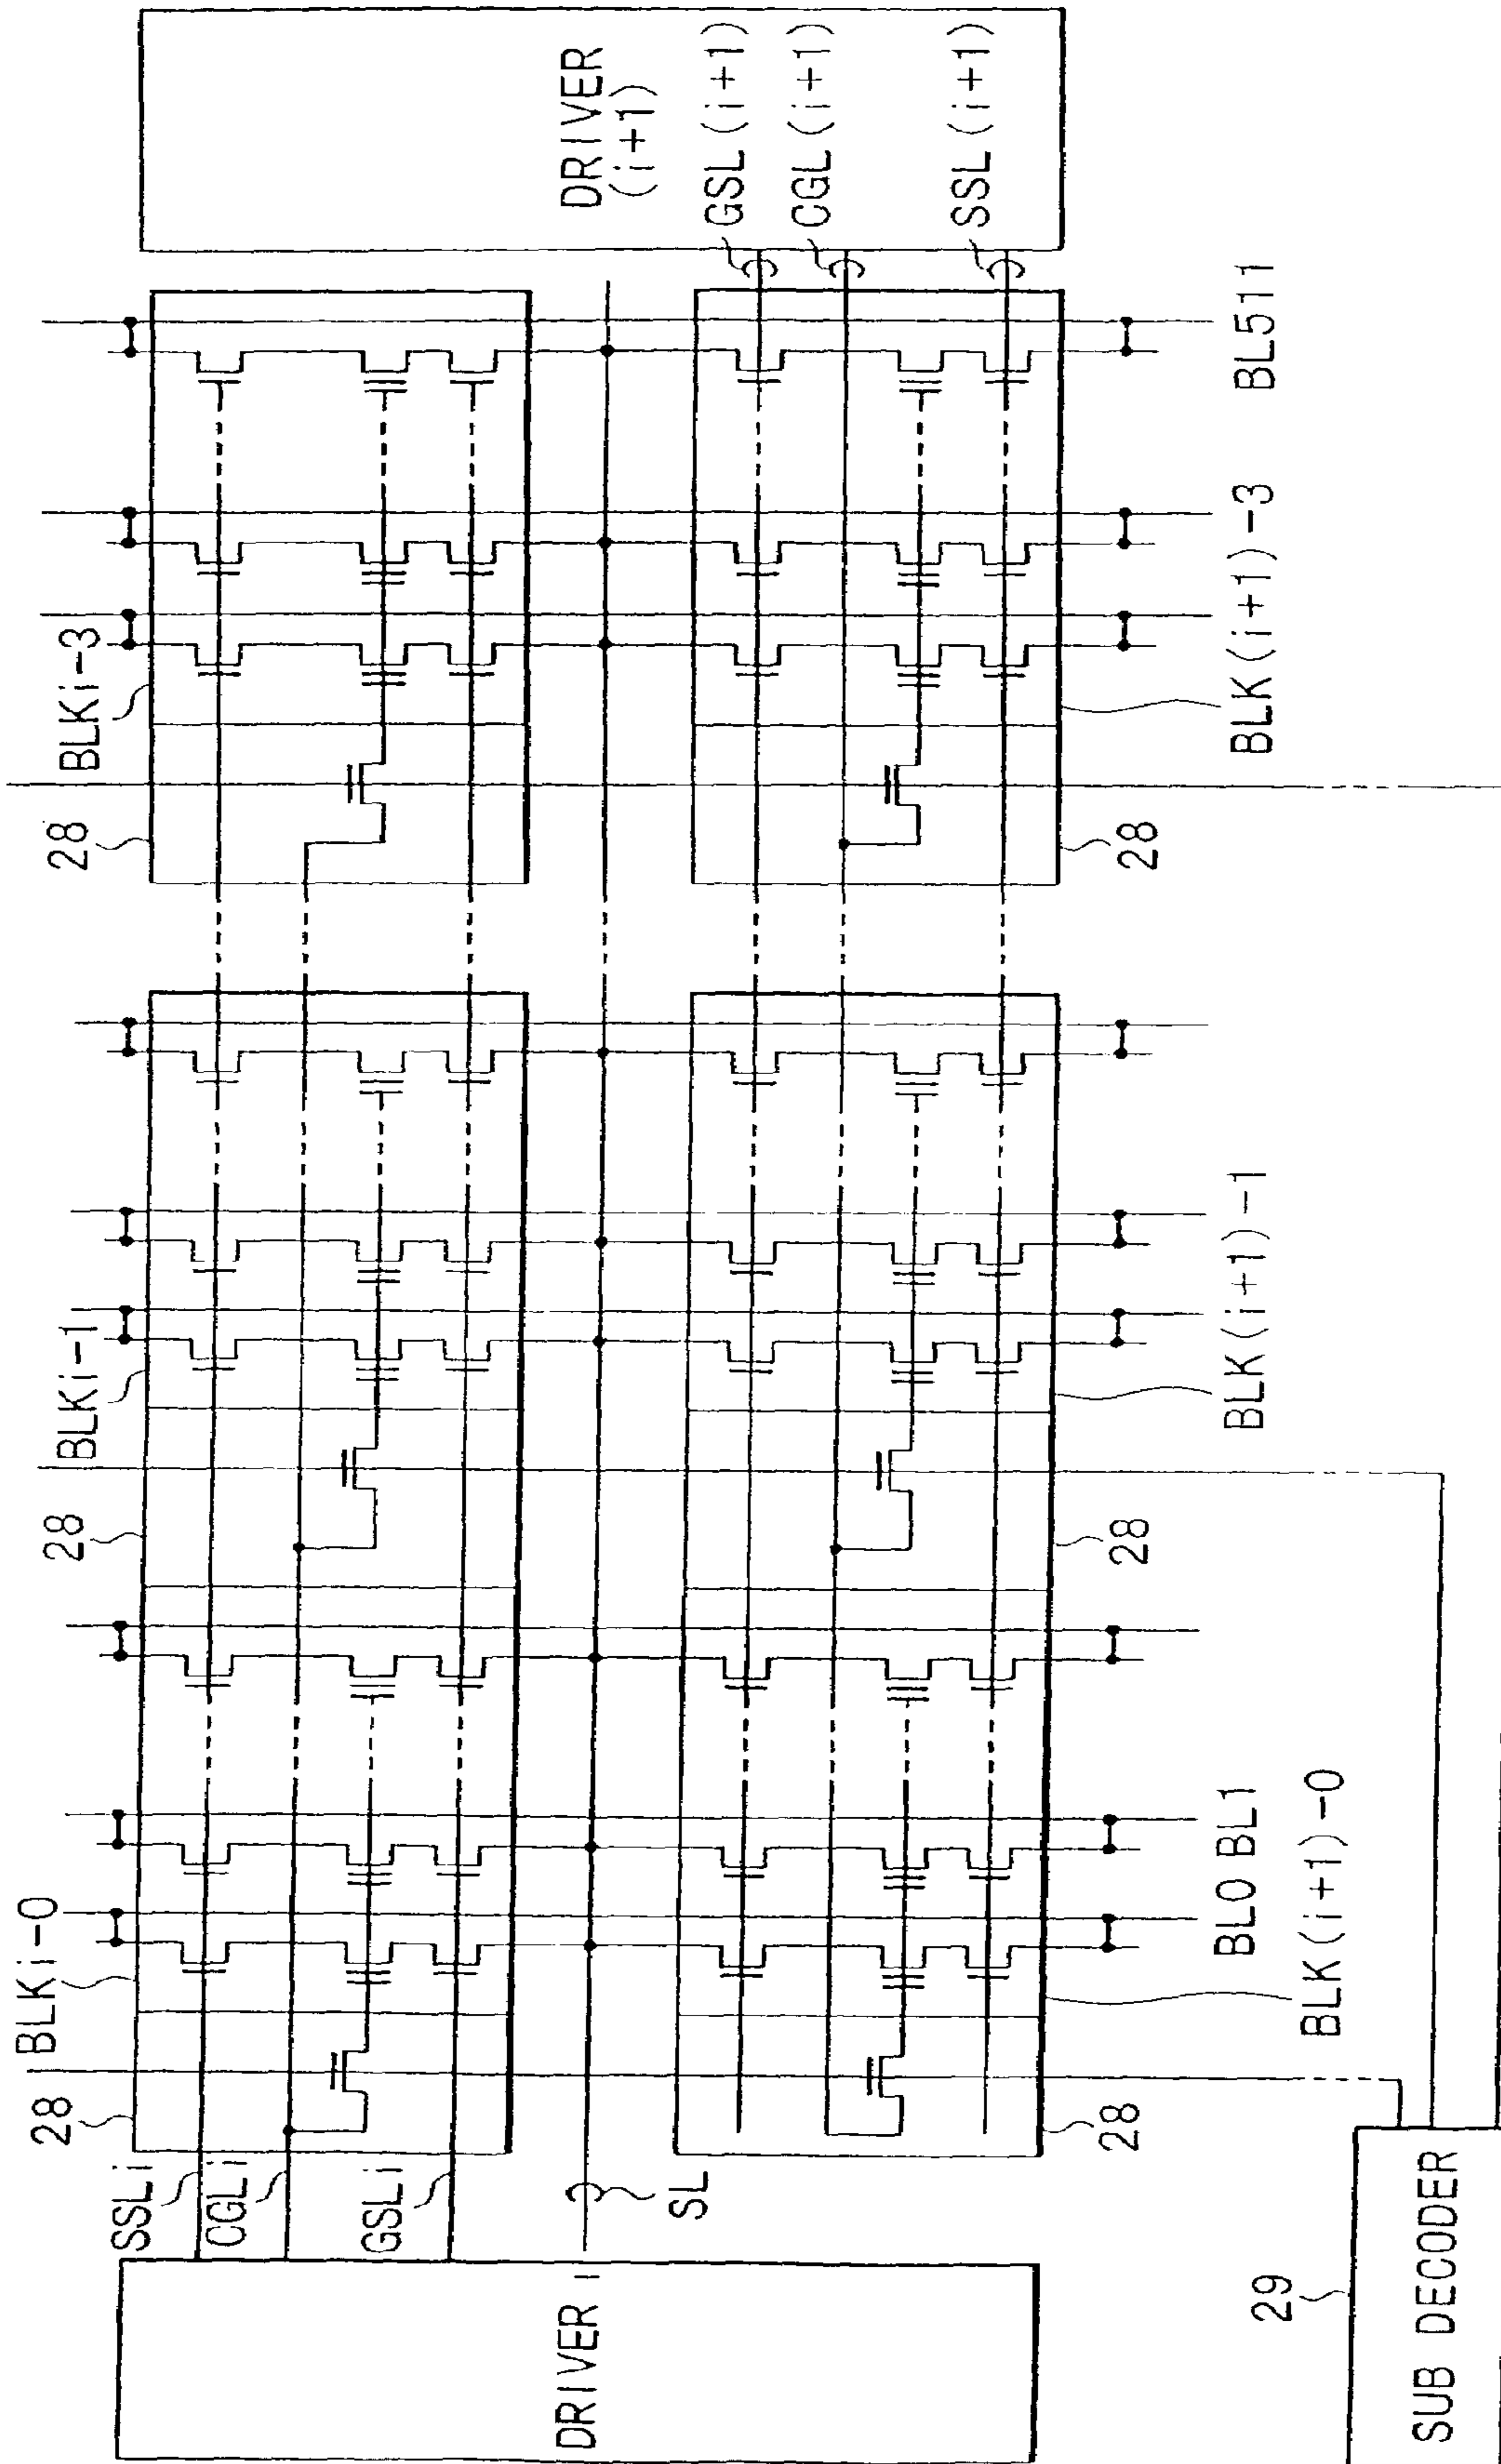 DRIVER i
SSLi
CGLi
GSLi
SL
28
BLKi-0
28
BLKi-1
28
BLKi-3
28
BLK(i+1)-0
BL0 BL1
28
BLK(i+1)-1
28
BLK(i+1)-3
BL511
DRIVER
(i+1)
GSL(i+1)
CGL(i+1)
SSL(i+1)
29
SUB DECODER